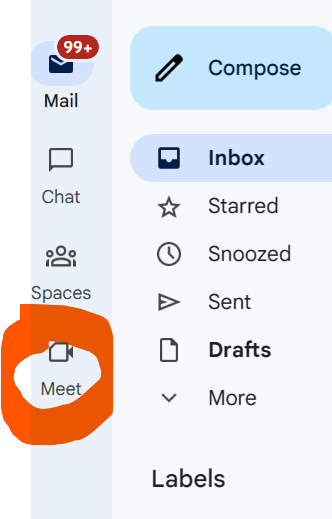 99+
Mail
Chat
Spaces
Meet
Compose
Inbox
Starred
Snoozed
Sent
Drafts
More
Labels